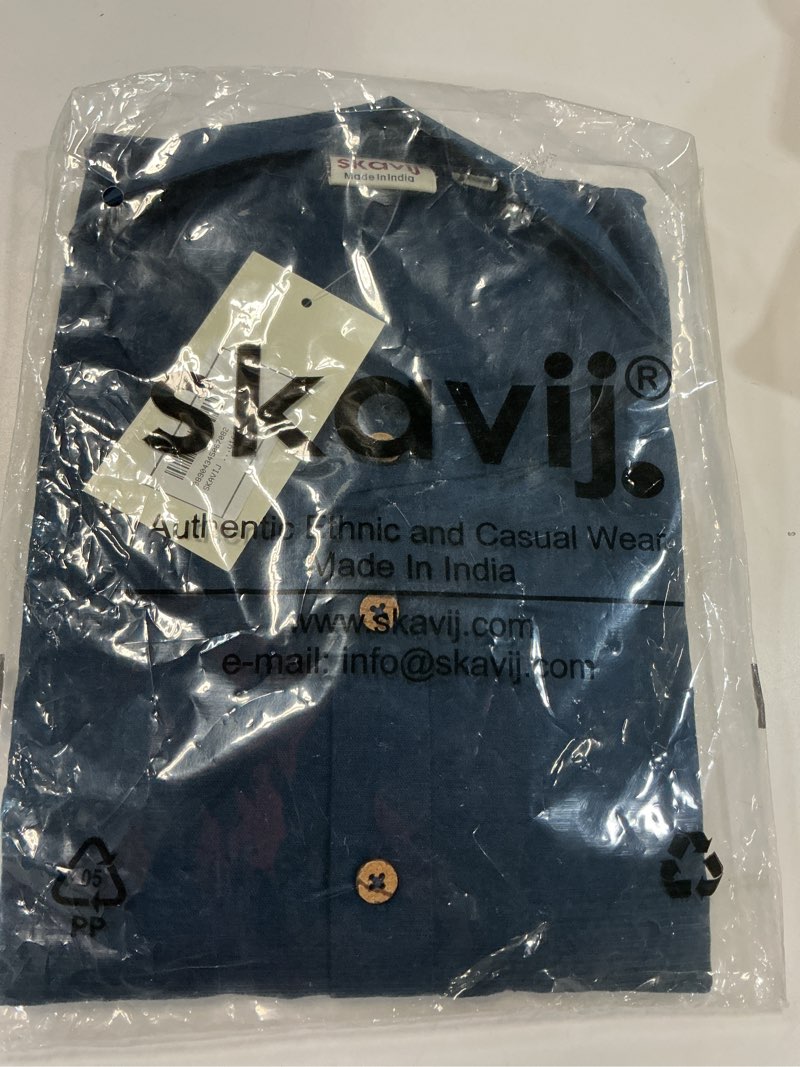 skavij
Made in India
skavij.®
SKAVIJ
Authentic Ethnic and Casual Wear
Made In India
www.skavij.com
e-mail: info@skavij.com
05
PP